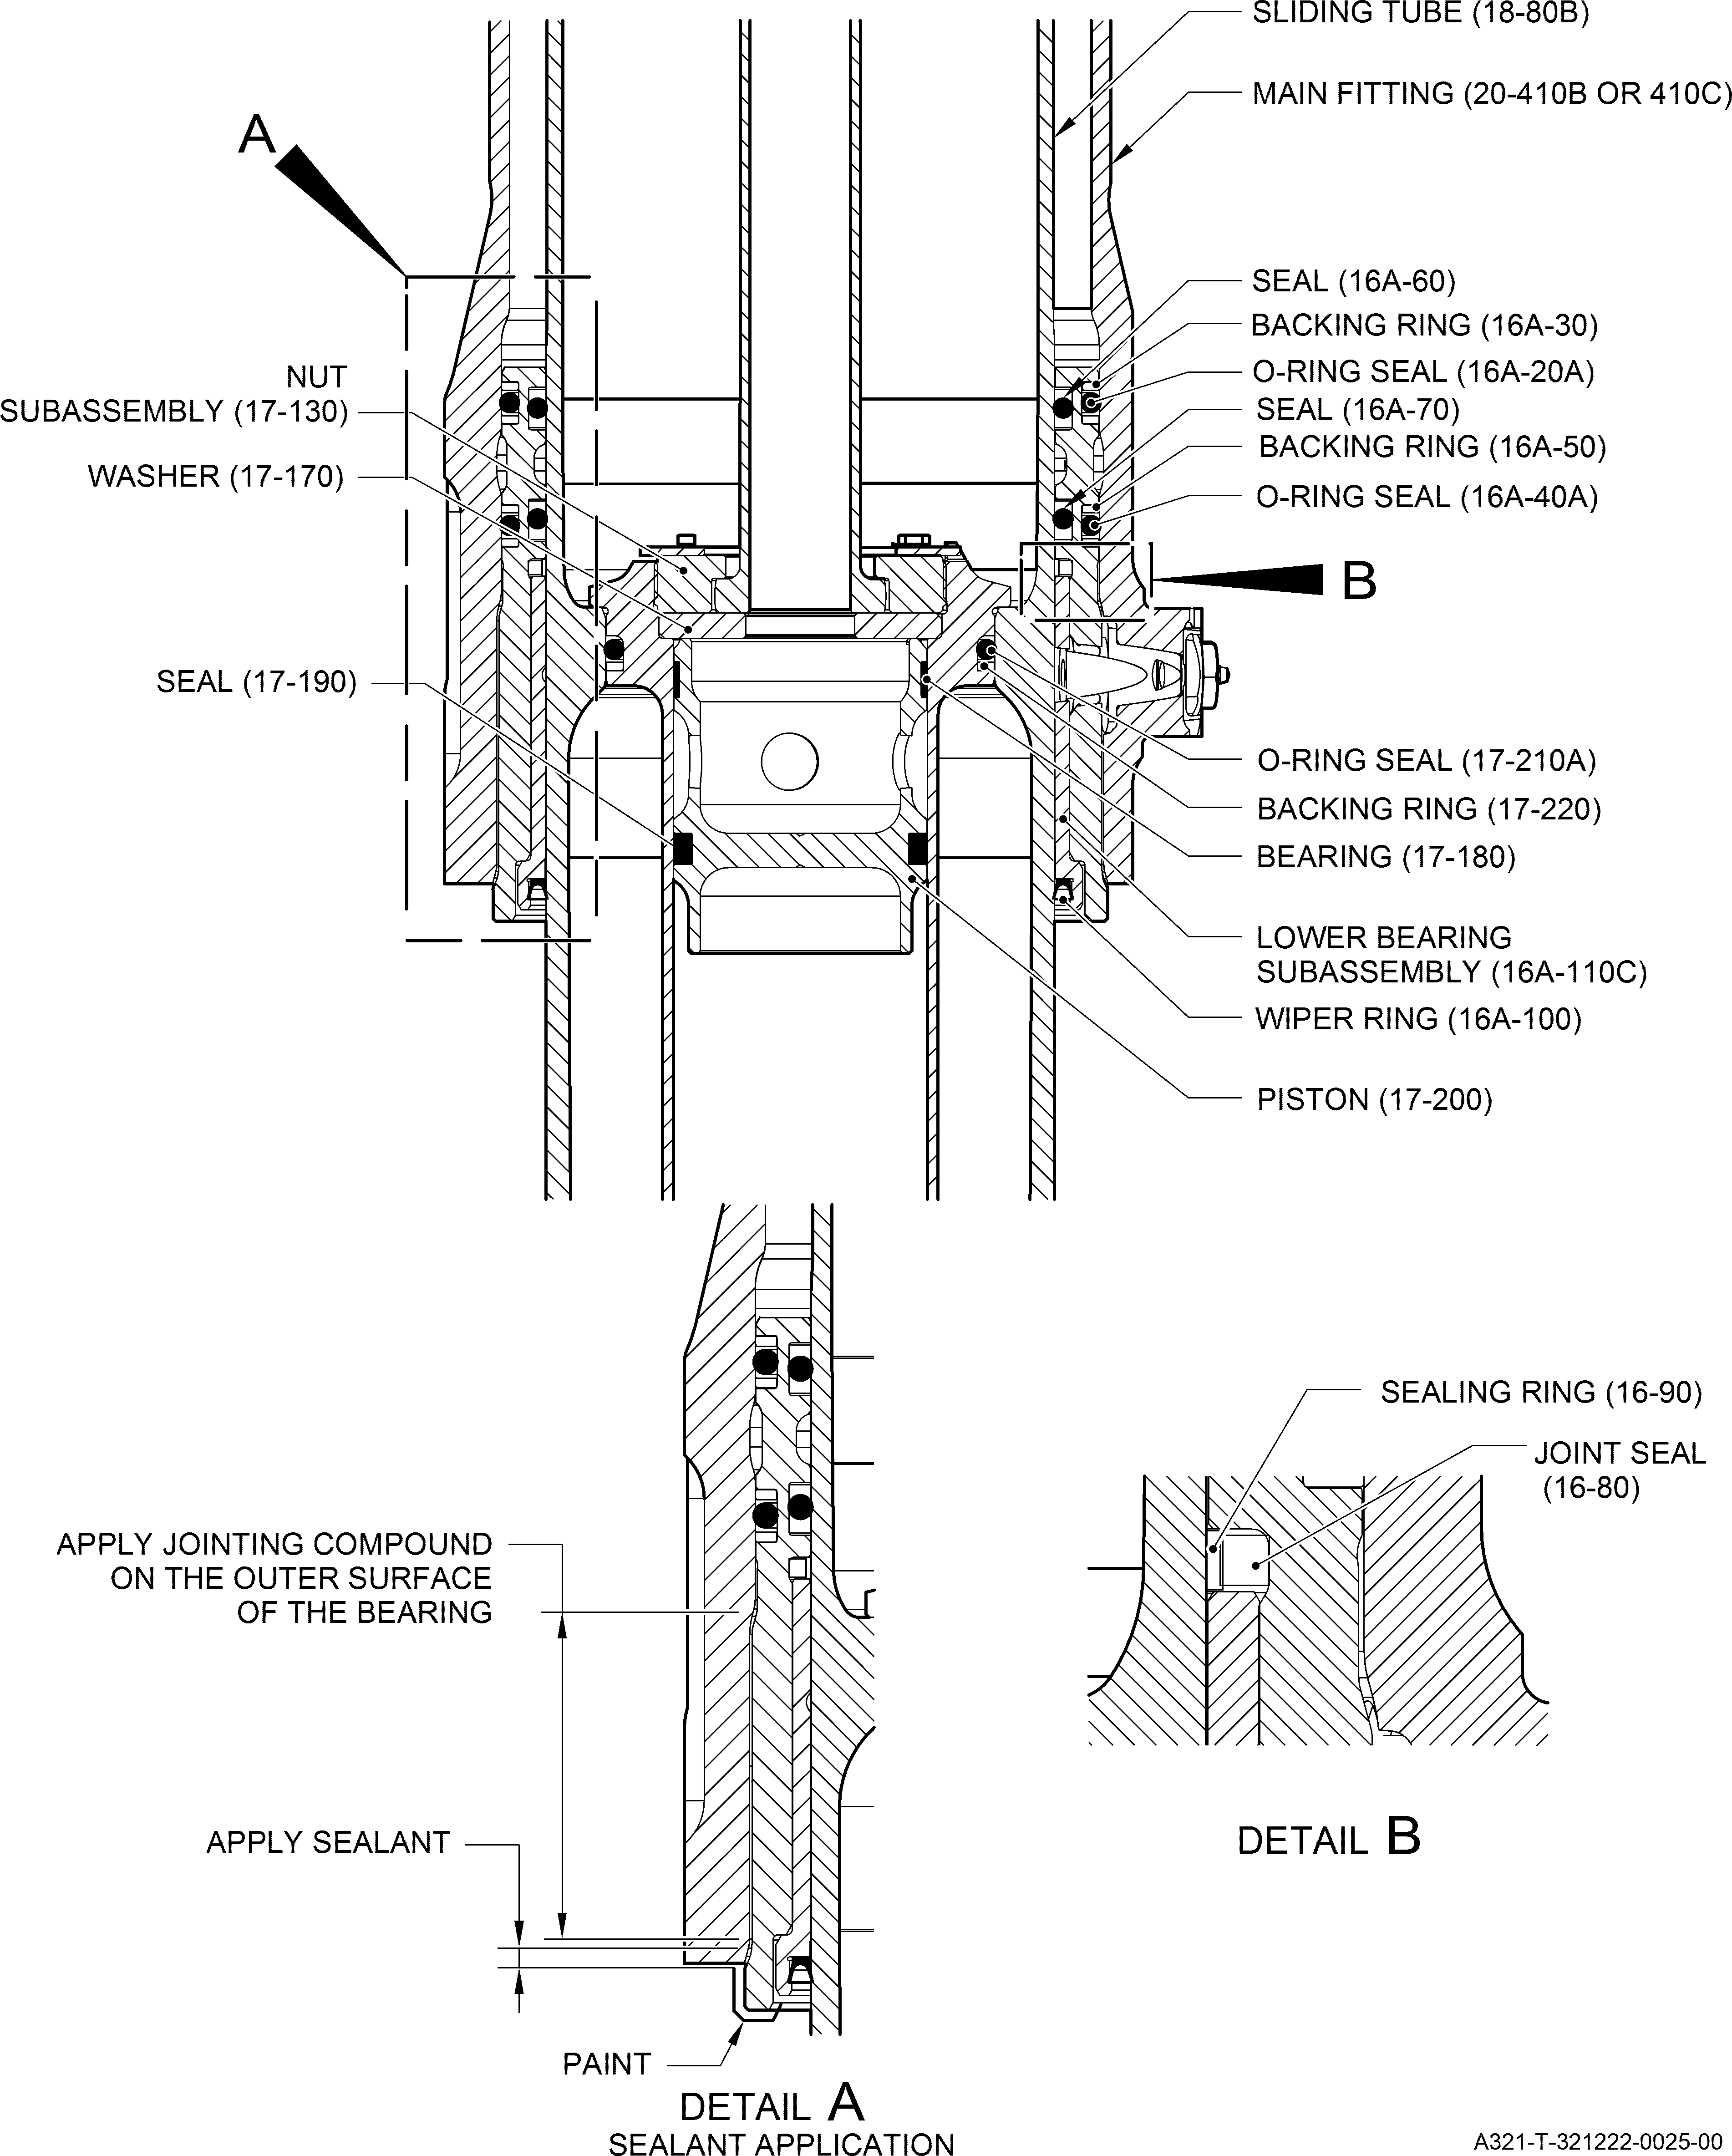 SLIDING TUBE (18-80B)
MAIN FITTING (20-410B OR 410C)
A
SEAL (16A-60)
BACKING RING (16A-30)
O-RING SEAL (16A-20A)
SEAL (16A-70)
BACKING RING (16A-50)
O-RING SEAL (16A-40A)
B
NUT
SUBASSEMBLY (17-130)
WASHER (17-170)
SEAL (17-190)
O-RING SEAL (17-210A)
BACKING RING (17-220)
BEARING (17-180)
LOWER BEARING
SUBASSEMBLY (16A-110C)
WIPER RING (16A-100)
PISTON (17-200)
APPLY JOINTING COMPOUND
ON THE OUTER SURFACE
OF THE BEARING
APPLY SEALANT
PAINT
DETAIL A
SEALANT APPLICATION
SEALING RING (16-90)
JOINT SEAL
(16-80)
DETAIL B
A321-T-321222-0025-00